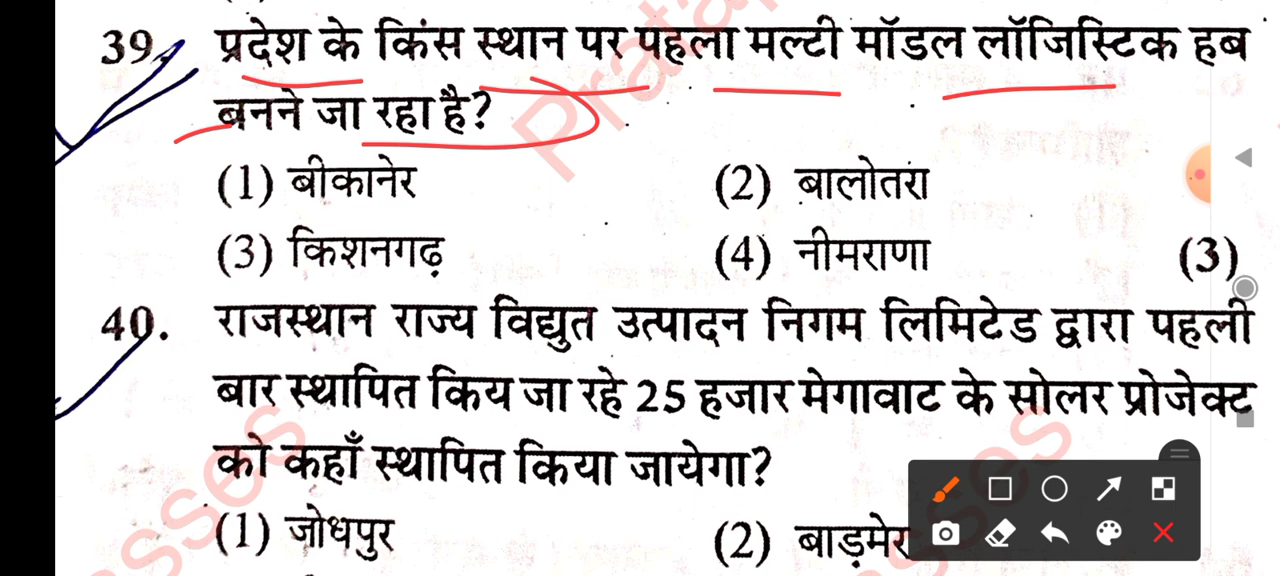 39. प्रदेश के किस स्थान पर पहला मल्टी मॉडल लॉजिस्टिक हब
बनने जा रहा है?
(1) बीकानेर (2) बालोतरा
(3) किशनगढ़ (4) नीमराणा (3)
40. राजस्थान राज्य विद्युत उत्पादन निगम लिमिटेड द्वारा पहली
बार स्थापित किय जा रहे 25 हजार मेगावाट के सोलर प्रोजेक्ट
को कहाँ स्थापित किया जायेगा?
(1) जोधपुर (2) बाड़मेर